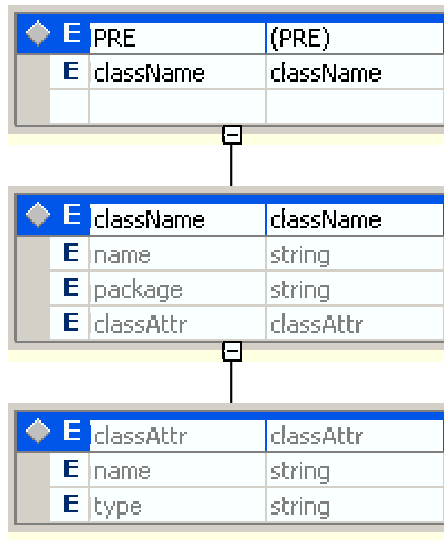 E PRE (PRE)
E className className
E className className
E name string
E package string
E classAttr classAttr
E classAttr classAttr
E name string
E type string